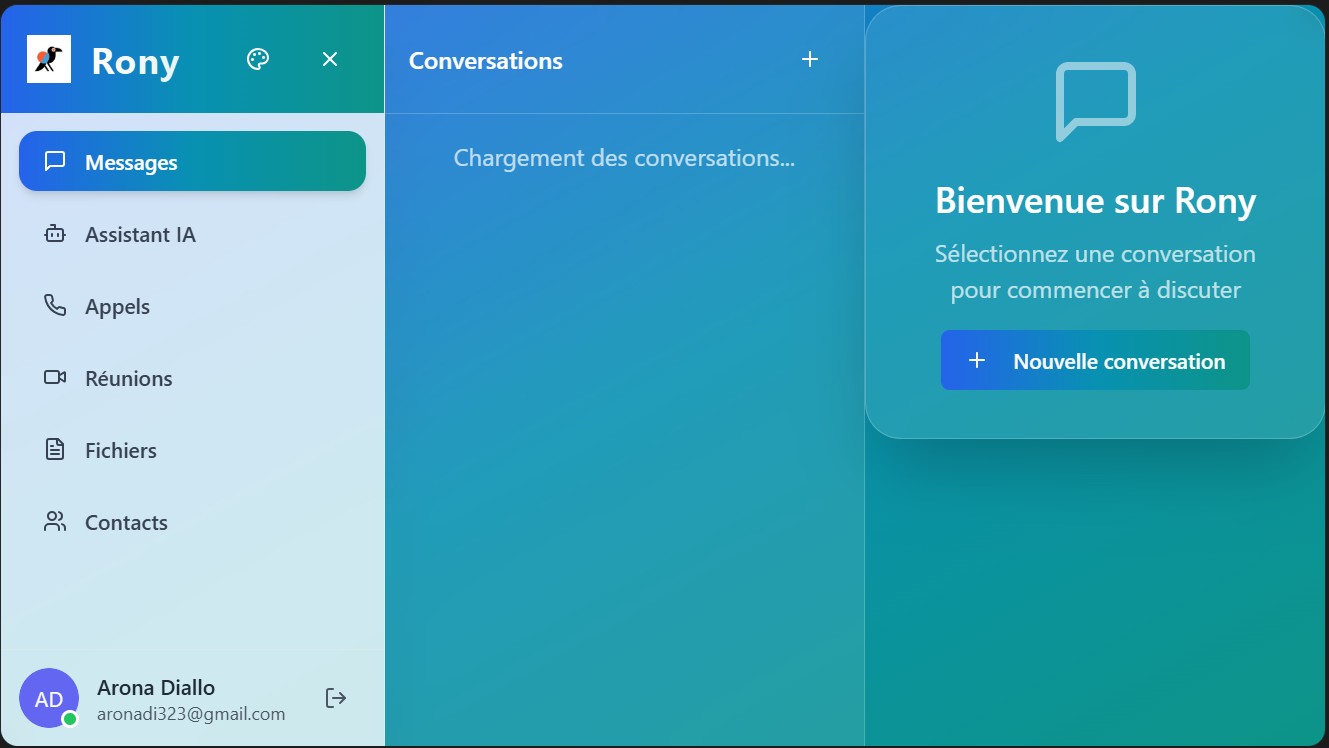 Rony
Messages
Assistant IA
Appels
Réunions
Fichiers
Contacts
AD
Arona Diallo
aronadi323@gmail.com
Conversations
Chargement des conversations...
Bienvenue sur Rony
Sélectionnez une conversation
pour commencer à discuter
Nouvelle conversation